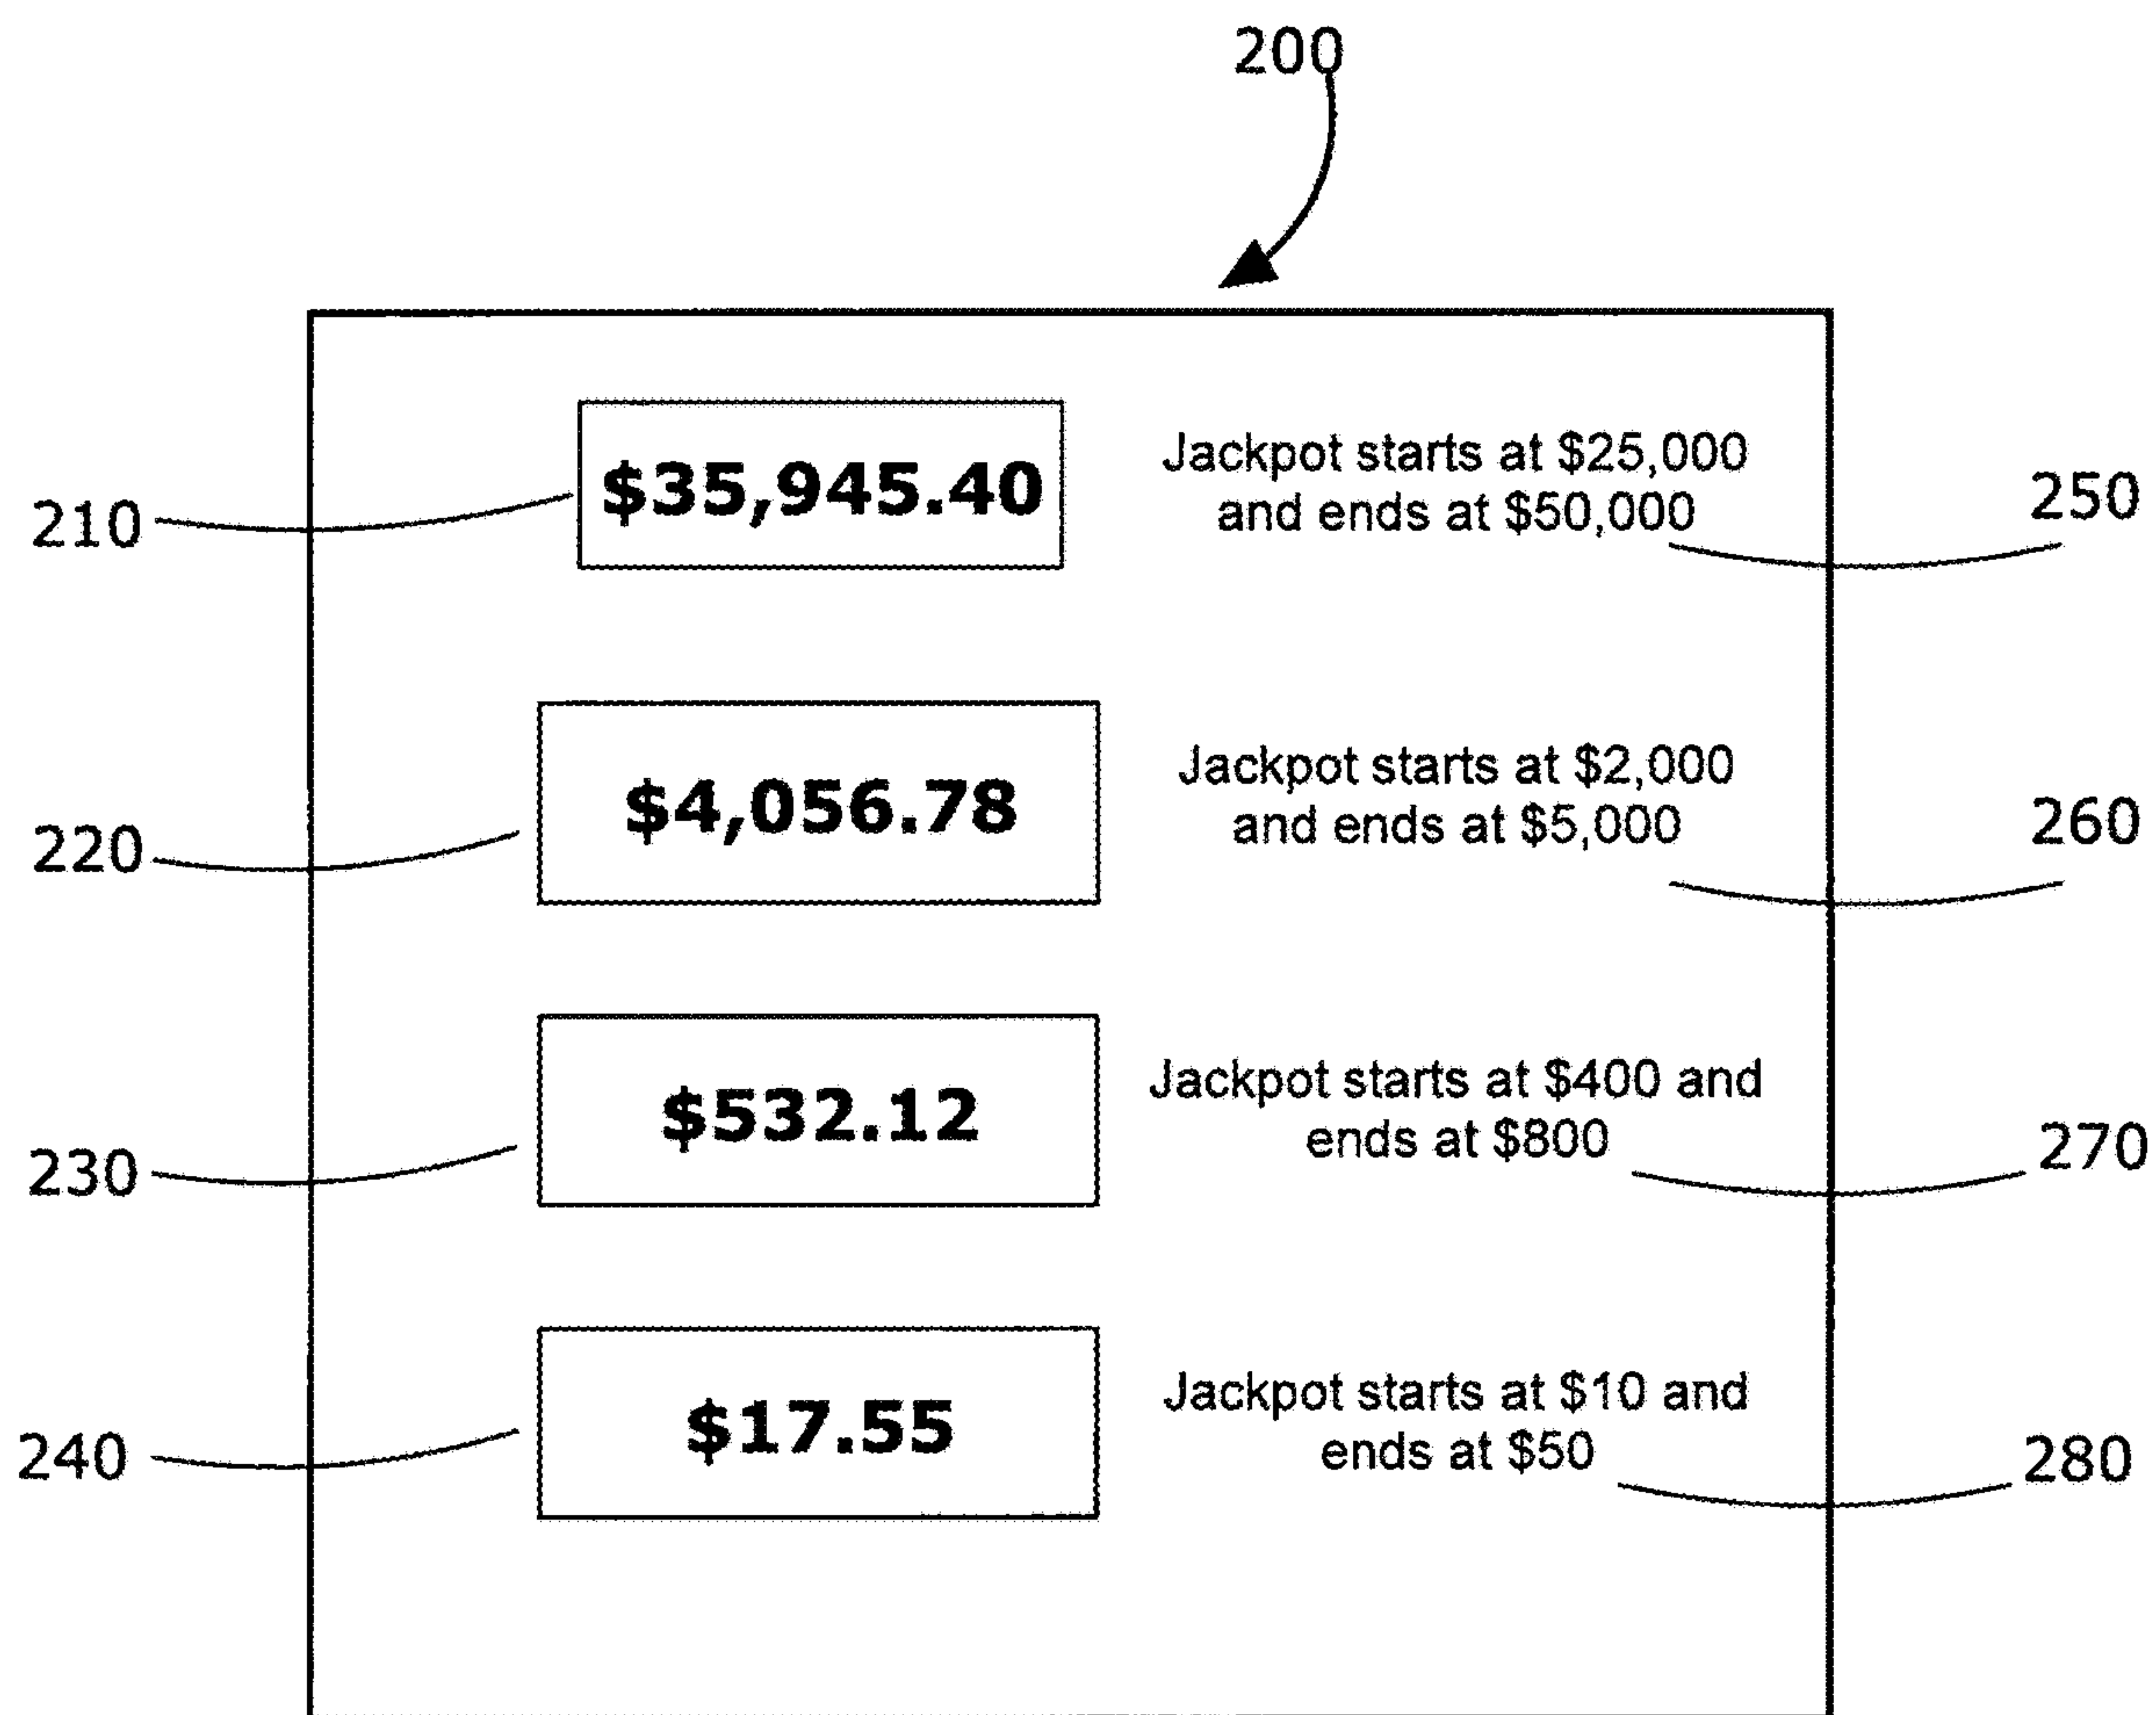 200
210
$35,945.40
Jackpot starts at $25,000
and ends at $50,000
250
220
$4,056.78
Jackpot starts at $2,000
and ends at $5,000
260
230
$532.12
Jackpot starts at $400 and
ends at $800
270
240
$17.55
Jackpot starts at $10 and
ends at $50
280